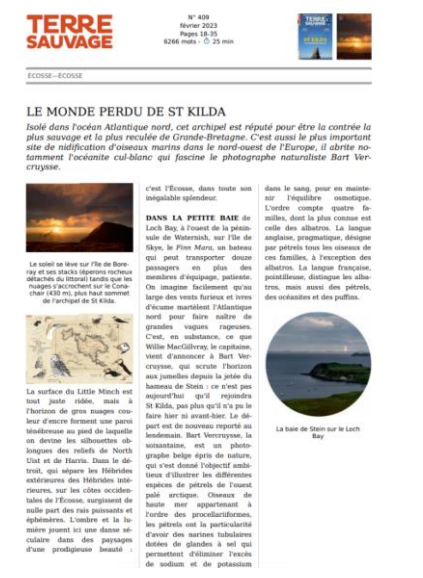 TERRE
SAUVAGE
N° 409
février 2023
Pages 18-35
6266 mots - 25 min
TERRE
SAUVAGE
ÉCOSSE—ÉCOSSE
LE MONDE PERDU DE ST KILDA
Isolé dans l'océan Atlantique nord, cet archipel est réputé pour être la contrée la
plus sauvage et la plus reculée de Grande-Bretagne. C'est aussi le plus important
site de nidification d'oiseaux marins dans le nord-ouest de l'Europe, il abrite no-
tamment l'océanite cul-blanc qui fascine le photographe naturaliste Bart Ver-
cruysse.
Le soleil se lève sur l'île de Bore-
ray et ses stacks (éperons rocheux
détachés du littoral) tandis que les
nuages s'accrochent sur le Cona-
chair (430 m), plus haut sommet
de l'archipel de St Kilda.
La surface du Little Minch est
tout juste ridée, mais à
l'horizon de gros nuages cou-
leur d'encre forment une paroi
ténébreuse au pied de laquelle
on devine les silhouettes ob-
longues des reliefs de North
Uist et de Harris. Dans le dé-
troit, qui sépare les Hébrides
extérieures des Hébrides inté-
rieures, sur les côtes occiden-
tales de l'Écosse, surgissent de
nulle part des rais puissants et
éphémères. L'ombre et la lu-
mière jouent ici une danse sé-
culaire dans des paysages
d'une prodigieuse beauté :
c'est l'Écosse, dans toute son
inégalable splendeur.
DANS LA PETITE BAIE de
Loch Bay, à l'ouest de la pénin-
sule de Waternish, sur l'île de
Skye, le Finn Mara, un bateau
qui peut transporter douze
passagers en plus des
membres d'équipage, patiente.
On imagine facilement qu'au
large des vents furieux et ivres
d'écume martèlent l'Atlantique
nord pour faire naître de
grandes vagues rageuses.
C'est, en substance, ce que
Willie MacGillvray, le capitaine,
vient d'annoncer à Bart Ver-
cruysse, qui scrute l'horizon
aux jumelles depuis la jetée du
hameau de Stein : ce n'est pas
aujourd'hui qu'il rejoindra
St Kilda, pas plus qu'il n'a pu le
faire hier ni avant-hier. Le dé-
part est de nouveau reporté au
lendemain. Bart Vercruysse, la
soixantaine, est un photo-
graphe belge épris de nature,
qui s'est donné l'objectif ambi-
tieux d'illustrer les différentes
espèces de pétrels de l'ouest
palé arctique. Oiseaux de
haute mer appartenant à
l'ordre des procellariiformes,
les pétrels ont la particularité
d'avoir des narines tubulaires
dotées de glandes à sel qui
permettent d'éliminer l'excès
de sodium et de potassium
dans le sang, pour en mainte-
nir l'équilibre osmotique.
L'ordre compte quatre fa-
milles, dont la plus connue est
celle des albatros. La langue
anglaise, pragmatique, désigne
par pétrels tous les oiseaux de
ces familles, à l'exception des
albatros. La langue française,
pointilleuse, distingue les alba-
tros, mais aussi des pétrels,
des océanites et des puffins.
La baie de Stein sur le Loch
Bay